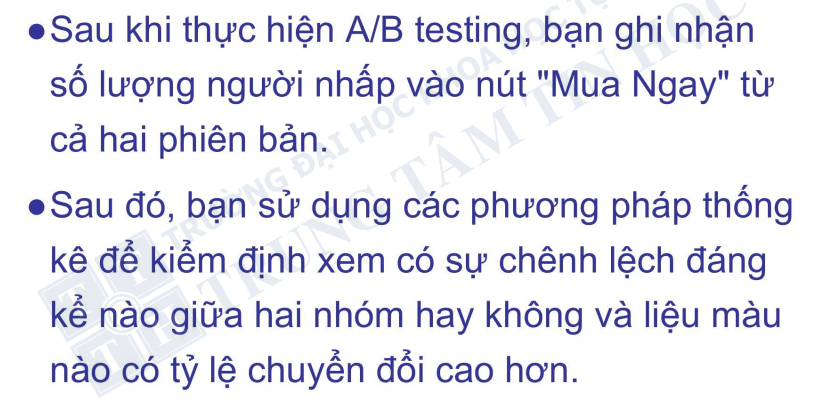 ●Sau khi thực hiện A/B testing, bạn ghi nhận
số lượng người nhấp vào nút "Mua Ngay" từ
cả hai phiên bản.
●Sau đó, bạn sử dụng các phương pháp thống
kê để kiểm định xem có sự chênh lệch đáng
kể nào giữa hai nhóm hay không và liệu màu
nào có tỷ lệ chuyển đổi cao hơn.
TRƯỜNG ĐẠI HỌC KHOA HỌC TỰ
TRUNG TÂM TIN HỌC